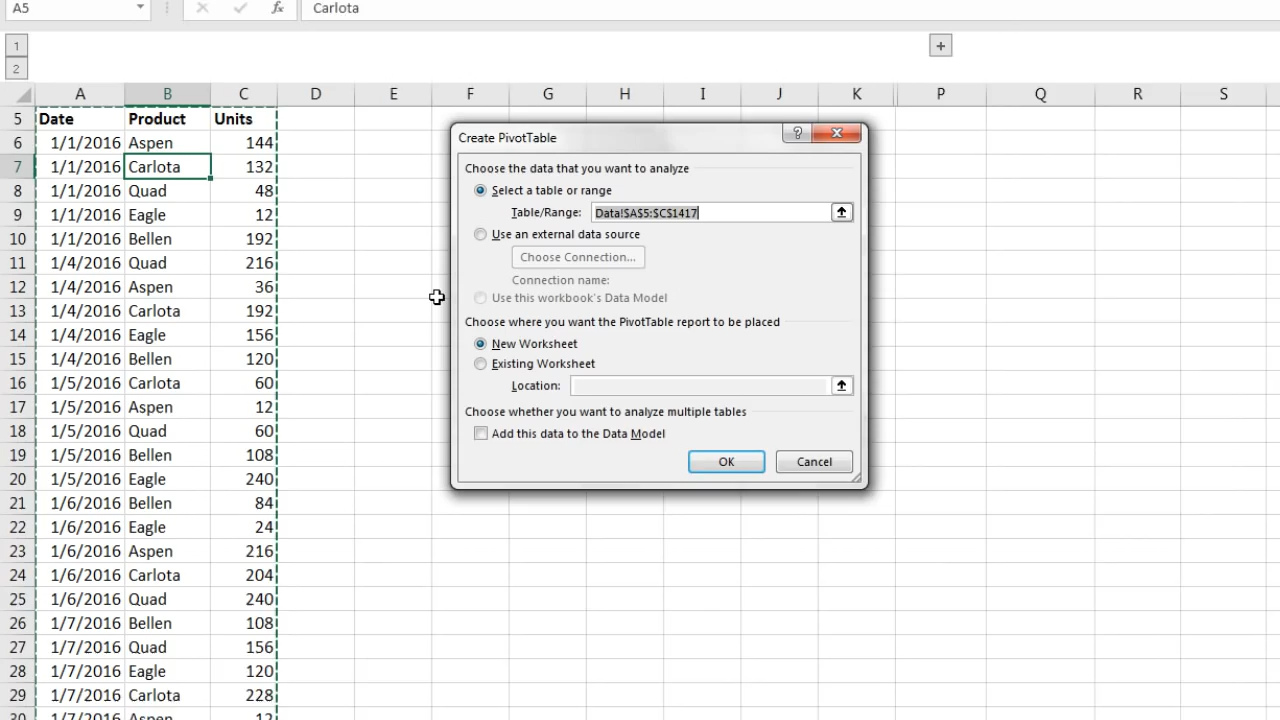 A5 fx Carlota
1 +
2
A B C D E F G H I J K P Q R S
5 Date Product Units
6 1/1/2016 Aspen 144
7 1/1/2016 Carlota 132
8 1/1/2016 Quad 48
9 1/1/2016 Eagle 12
10 1/1/2016 Bellen 192
11 1/4/2016 Quad 216
12 1/4/2016 Aspen 36
13 1/4/2016 Carlota 192
14 1/4/2016 Eagle 156
15 1/4/2016 Bellen 120
16 1/5/2016 Carlota 60
17 1/5/2016 Aspen 12
18 1/5/2016 Quad 60
19 1/5/2016 Bellen 108
20 1/5/2016 Eagle 240
21 1/6/2016 Bellen 84
22 1/6/2016 Eagle 24
23 1/6/2016 Aspen 216
24 1/6/2016 Carlota 204
25 1/6/2016 Quad 240
26 1/7/2016 Bellen 108
27 1/7/2016 Quad 156
28 1/7/2016 Eagle 120
29 1/7/2016 Carlota 228
30 1/7/2016 Aspen 12
Create PivotTable ?
Choose the data that you want to analyze
Select a table or range
Table/Range: Data!$A$5:$C$1417
Use an external data source
Choose Connection...
Connection name:
Use this workbook's Data Model
Choose where you want the PivotTable report to be placed
New Worksheet
Existing Worksheet
Location:
Choose whether you want to analyze multiple tables
Add this data to the Data Model
OK Cancel